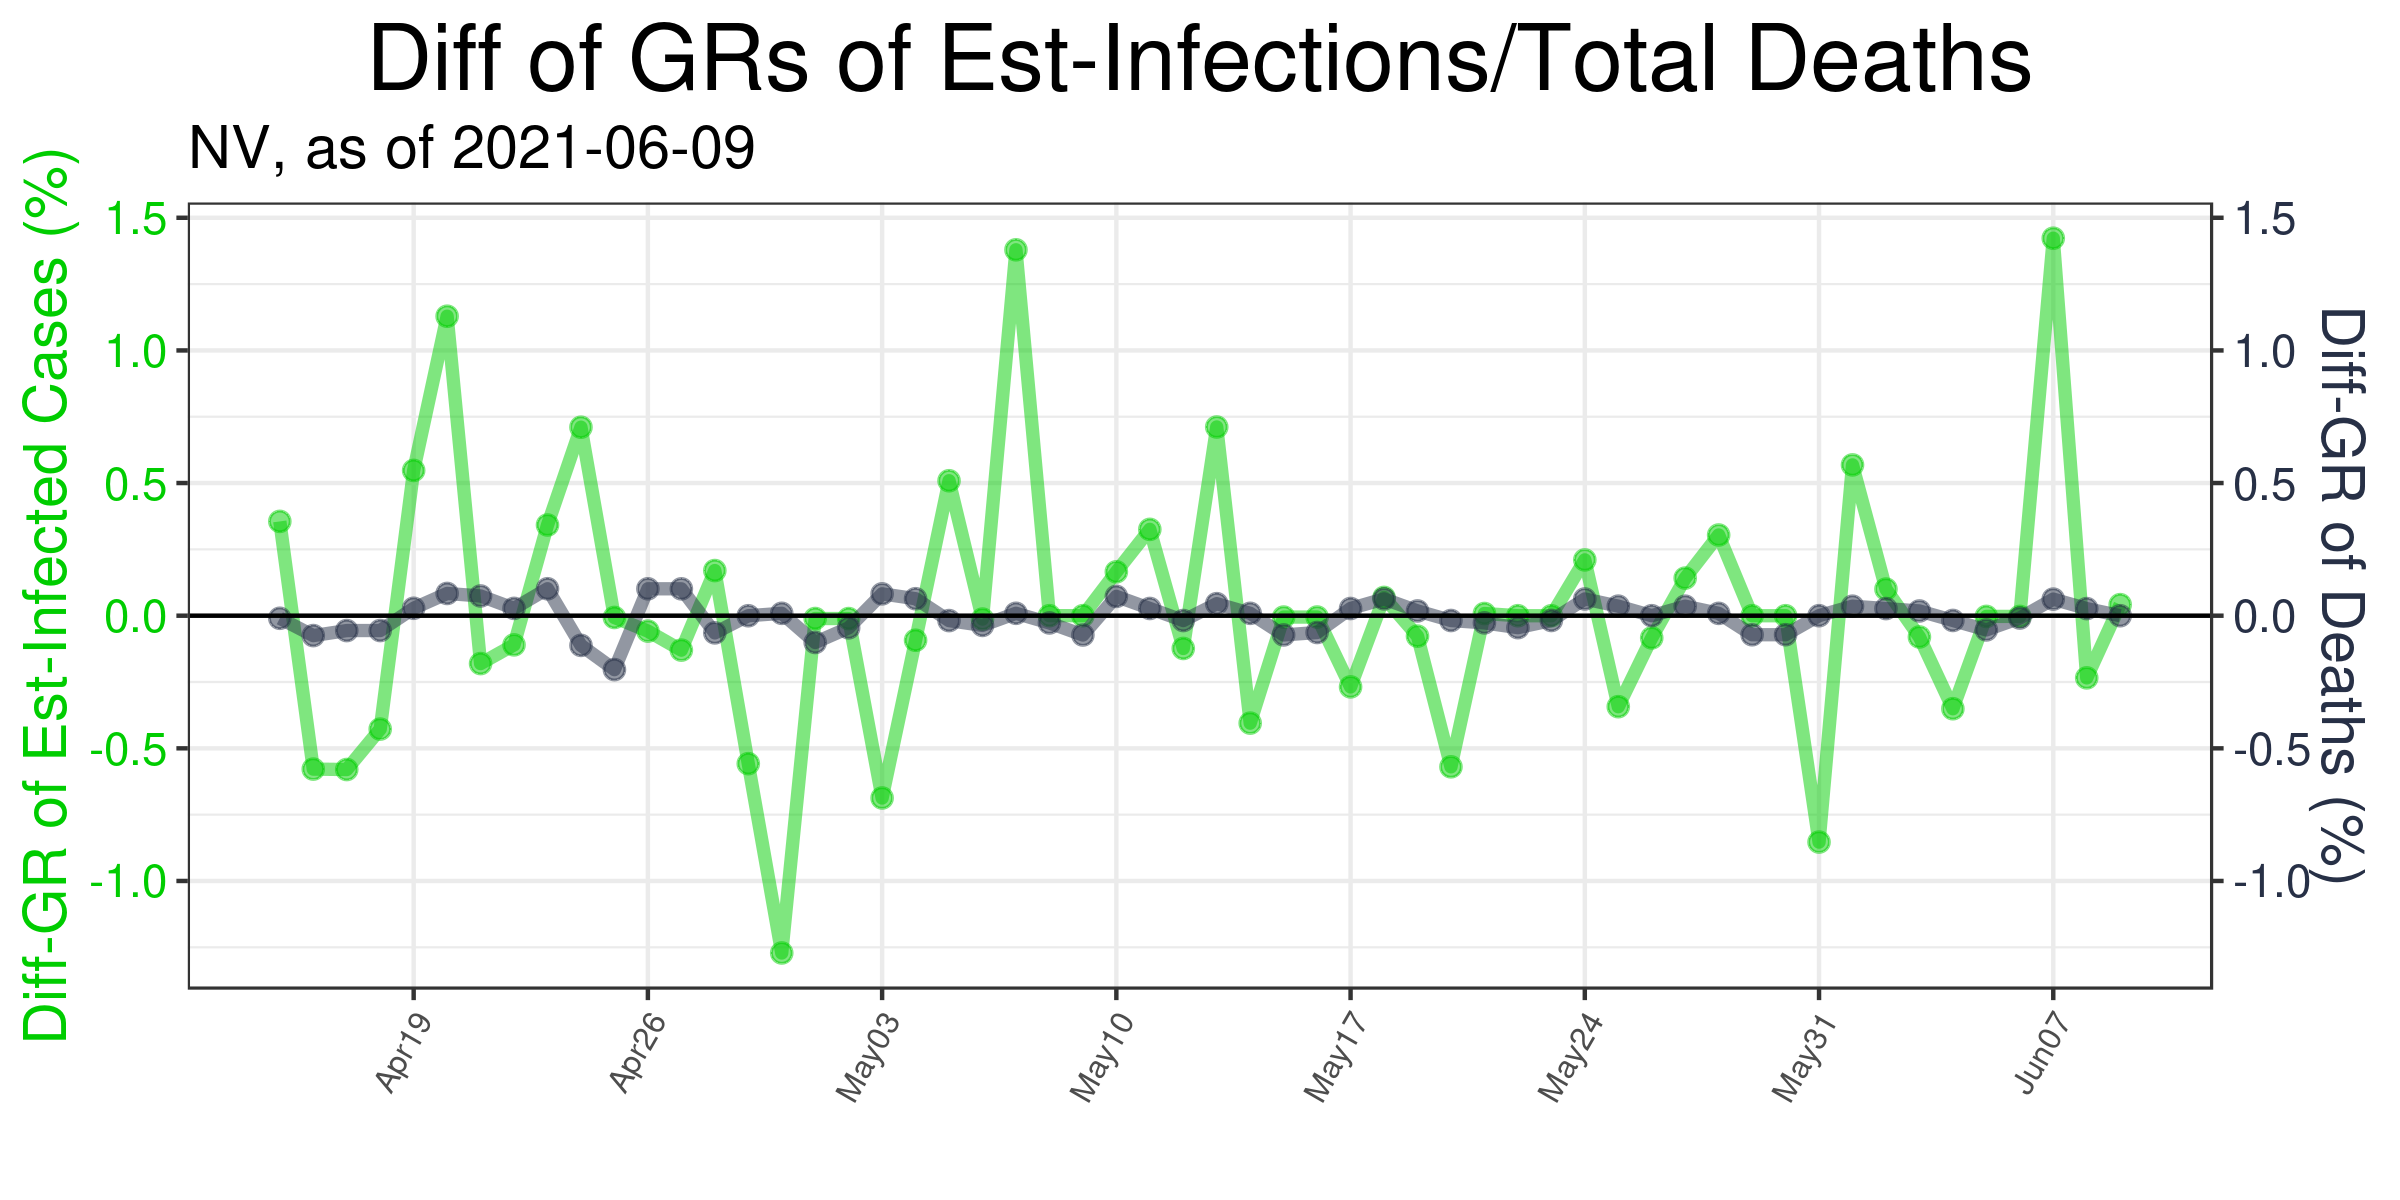 Diff of GRs of Est-Infections/Total Deaths
NV, as of 2021-06-09
Diff-GR of Est-Infected Cases (%)
1.5
1.0
0.5
0.0
-0.5
-1.0
1.5
1.0
0.5
0.0
-0.5
-1.0
Diff-GR of Deaths (%)
Apr19
Apr26
May03
May10
May17
May24
May31
Jun07